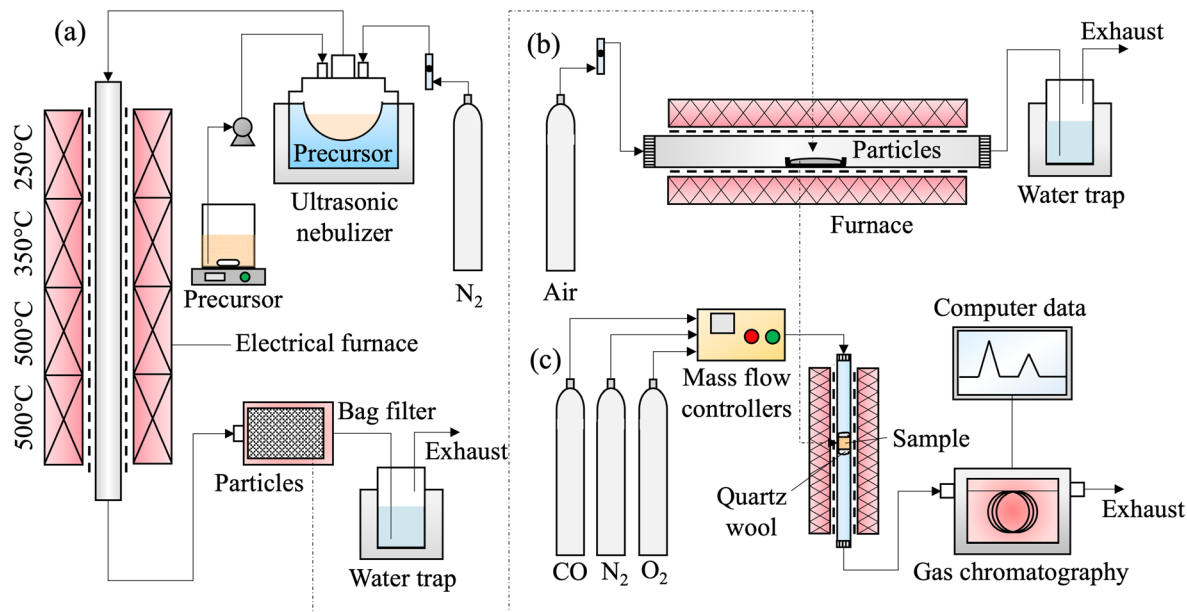 (a)
250°C
350°C
500°C
500°C
Precursor
Ultrasonic
nebulizer
Precursor
N2
Electrical furnace
Bag filter
Particles
Exhaust
Water trap
(b)
Air
Particles
Furnace
Exhaust
Water trap
(c)
CO
N2
O2
Mass flow
controllers
Quartz
wool
Sample
Computer data
Exhaust
Gas chromatography